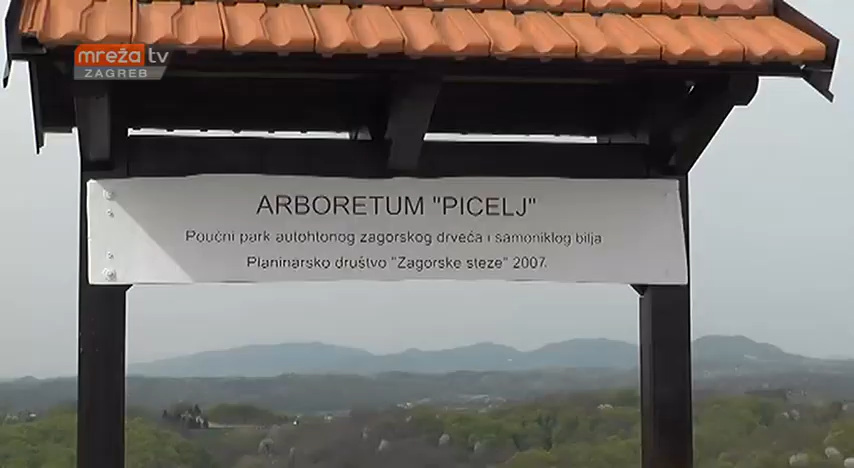 mreža tv
ZAGREB
ARBORETUM "PICELJ"
Poučni park autohtonog zagorskog drveća i samoniklog bilja
Planinarsko društvo "Zagorske steze" 2007.